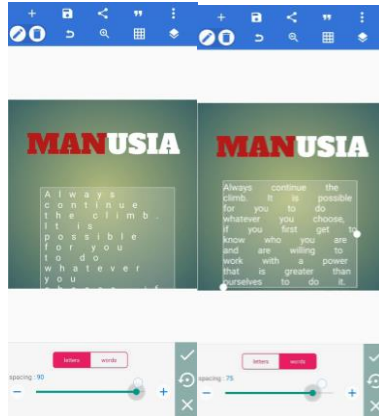 MANUSIA
Always
continue
the climb.
It is
possible
for you
to do
whatever
you
letters
words
spacing : 90
MANUSIA
Always continue the
climb. It is possible
for you to do
whatever you choose,
if you first get to
know who you are
and are willing to
work with a power
that is greater than
ourselves to do it.
letters
words
spacing : 75